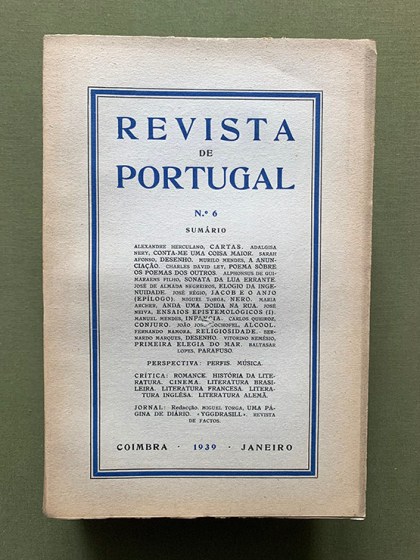 REVISTA
DE
PORTUGAL
N.º 6
SUMÁRIO
ALEXANDRE HERCULANO, CARTAS. ADALGISA
NERY, CONTA-ME UMA COISA MAIOR. SARAH
AFONSO, DESENHO. MURILO MENDES, A ANUN-
CIAÇÃO. CHARLES DAVID LEY, POEMA SÔBRE
OS POEMAS DOS OUTROS. ALPHONSUS DE GUI-
MARAENS FILHO, SONATA DA LUA ERRANTE.
JOSÉ DE ALMADA NEGREIROS, ELOGIO DA INGE-
NUIDADE. JOSÉ RÉGIO, JACOB E O ANJO
(EPÍLOGO). MIGUEL TORGA, NERO. MARIA
ARCHER, ANDA UMA DOIDA NA RUA. JOSÉ
NEIVA, ENSAIOS EPISTEMOLÓGICOS (I).
MANUEL MENDES, INFANCIA. CARLOS QUEIROZ,
CONJURO. JOÃO JOSÉ COCHOFEL, ALCOOL.
FERNANDO NAMORA, RELIGIOSIDADE. BER-
NARDO MARQUES, DESENHO. VITORINO NEMÉSIO,
PRIMEIRA ELEGIA DO MAR. BALTASAR
LOPES, PARAFUSO.
PERSPECTIVA: PERFIS. MÚSICA.
CRÍTICA: ROMANCE. HISTÓRIA DA LITE-
RATURA. CINEMA. LITERATURA BRASI-
LEIRA. LITERATURA FRANCESA. LITERA-
TURA INGLÊSA. LITERATURA ALEMÃ.
JORNAL: Redacção. MIGUEL TORGA, UMA PÁ-
GINA DE DIÁRIO. «YGGDRASILL». REVISTA
DE FACTOS.
COIMBRA · 1939 · JANEIRO